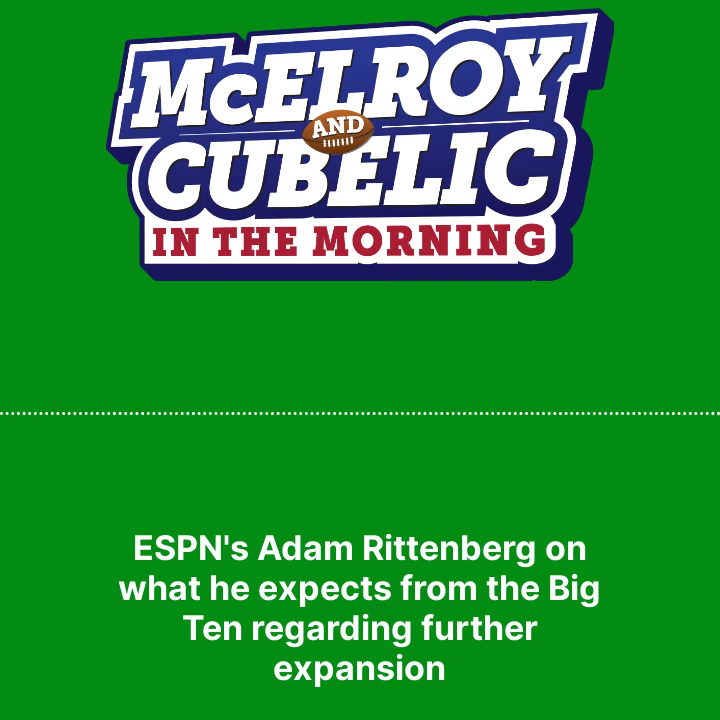 McELROY
AND
CUBELIC
IN THE MORNING
ESPN's Adam Rittenberg on
what he expects from the Big
Ten regarding further
expansion